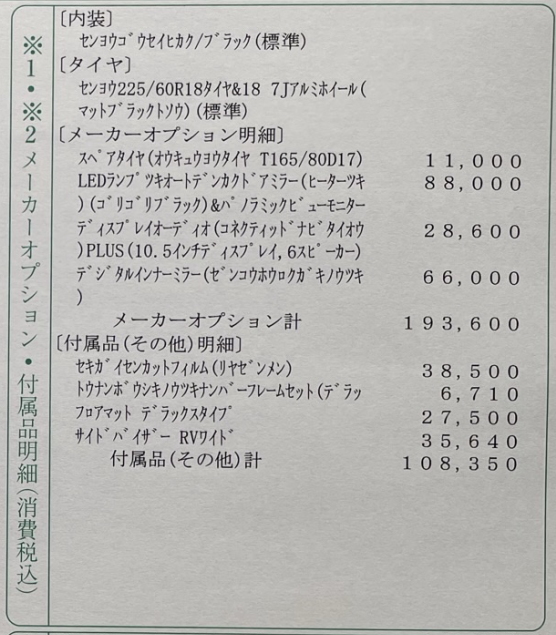 ※1・※2メーカーオプション・付属品明細(消費税込)
〔内装〕
ｾﾝﾖｳｺﾞｳｾｲﾋｶｸ/ﾌﾞﾗｯｸ(標準)
〔タイヤ〕
ｾﾝﾖｳ225/60R18ﾀｲﾔ&18 7Jｱﾙﾐﾎｲｰﾙ(
ﾏｯﾄﾌﾞﾗｯｸﾄｿｳ)(標準)
〔メーカーオプション明細〕
ｽﾍﾟｱﾀｲﾔ(ｵｳｷｭｳﾖｳﾀｲﾔ T165/80D17) 11,000
LEDﾗﾝﾌﾟﾂｷｵｰﾄﾃﾞﾝｶｸﾄﾞｱﾐﾗｰ(ﾋｰﾀｰﾂｷ 88,000
)(ｺﾞﾘｺﾞﾘﾌﾞﾗｯｸ)&ﾊﾟﾉﾗﾐｯｸﾋﾞｭｰﾓﾆﾀｰ
ﾃﾞｨｽﾌﾟﾚｲｵｰﾃﾞｨｵ(ｺﾈｸﾃｨｯﾄﾞﾅﾋﾞﾀｲｵｳ 28,600
)PLUS(10.5ｲﾝﾁﾃﾞｨｽﾌﾟﾚｲ,6ｽﾋﾟｰｶｰ)
ﾃﾞｼﾞﾀﾙｲﾝﾅｰﾐﾗｰ(ｾﾞﾝｺｳﾎｳﾛｸｶﾞｷﾉｳﾂｷ 66,000
)
メーカーオプション計 193,600
〔付属品(その他)明細〕
ｾｷｶﾞｲｾﾝｶｯﾄﾌｨﾙﾑ(ﾘﾔｾﾞﾝﾒﾝ) 38,500
ﾄｳﾅﾝﾎﾞｳｼｷﾉｳﾂｷﾅﾝﾊﾞｰﾌﾚｰﾑｾｯﾄ(ﾃﾞﾗｯ 6,710
ﾌﾛｱﾏｯﾄ ﾃﾞﾗｯｸｽﾀｲﾌﾟ 27,500
ｻｲﾄﾞﾊﾞｲｻﾞｰ RVﾜｲﾄﾞ 35,640
付属品(その他)計 108,350